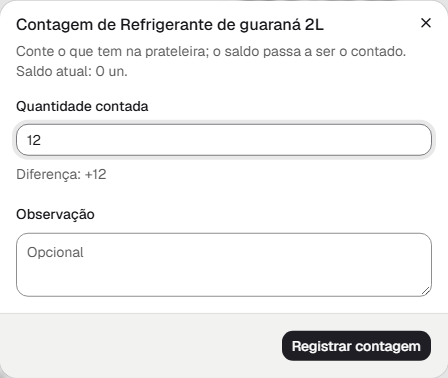 Contagem de Refrigerante de guaraná 2L
Conte o que tem na prateleira; o saldo passa a ser o contado.
Saldo atual: 0 un.
Quantidade contada
12
Diferença: +12
Observação
Opcional
Registrar contagem